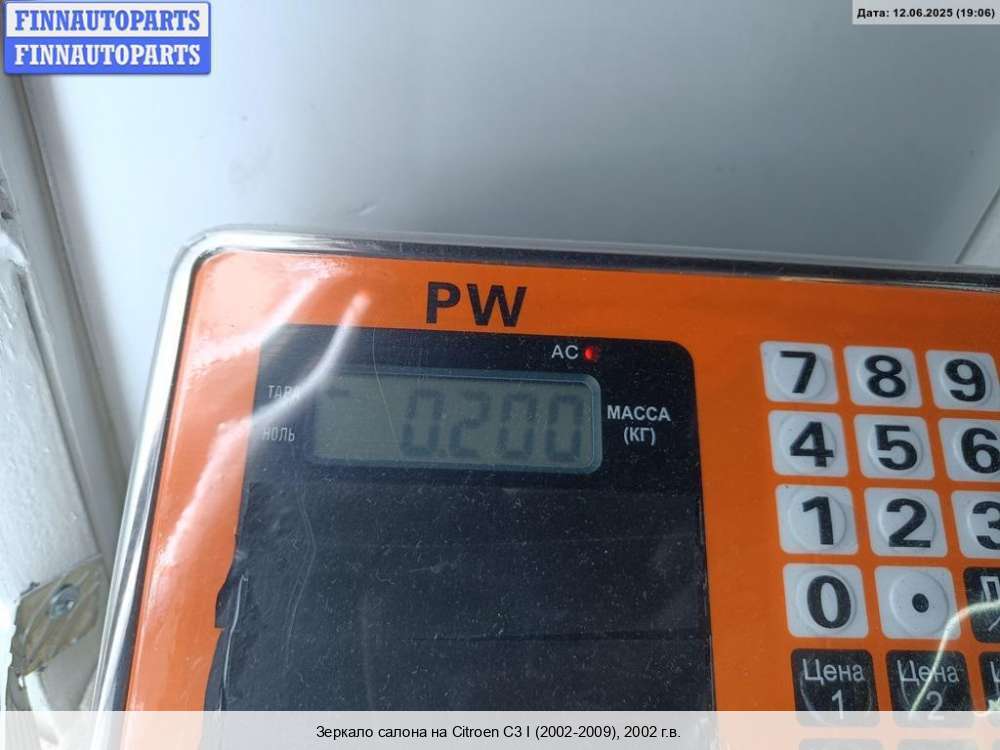 FINNAUTOPARTS
FINNAUTOPARTS
Дата: 12.06.2025 (19:06)
PW
AC
ТАРА
НОЛЬ
0.200
МАССА
(КГ)
7 8 9
4 5 6
1 2 3
0 •
Цена 1
Цена 2
Зеркало салона на Citroen C3 I (2002-2009), 2002 г.в.